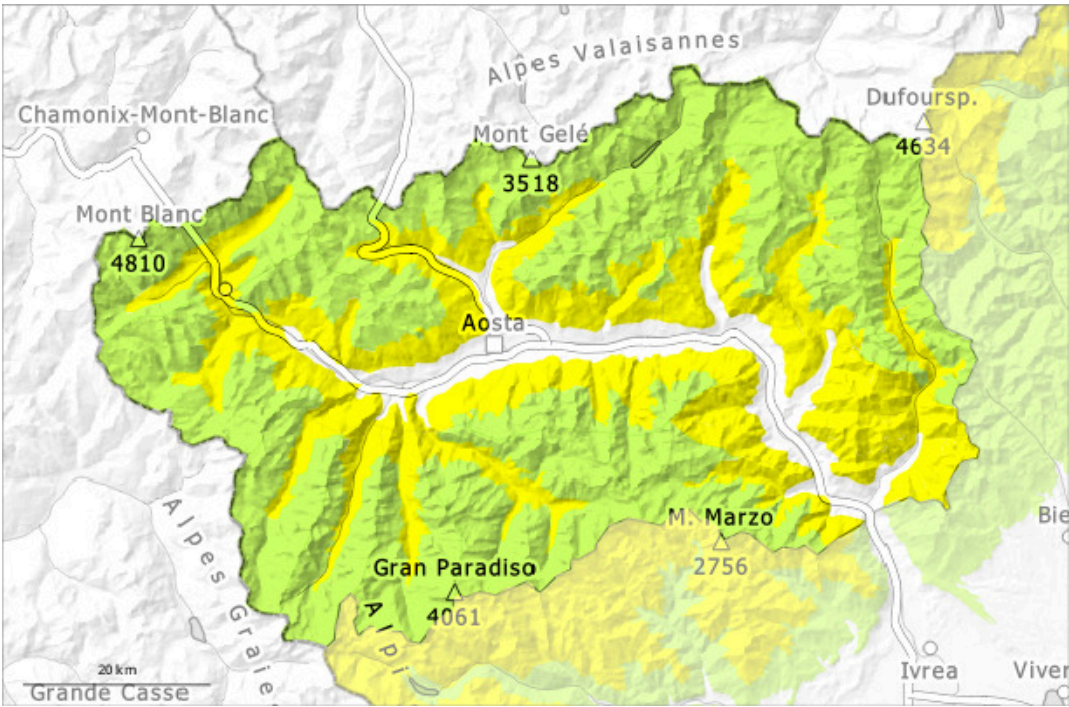 Alpes Valaisannes
Dufoursp.
4634
Chamonix-Mont-Blanc
Mont Gelé
3518
Mont Blanc
4810
Aosta
M. Marzo
2756
Bie
Gran Paradiso
4061
Alpes Graie
Alpi
20 km
Grande Casse
Ivrea
Viver